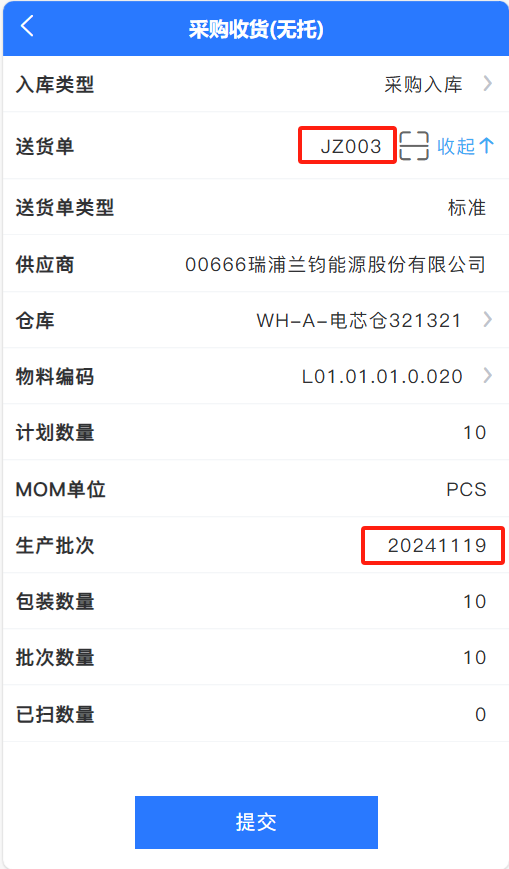 采购收货(无托)
入库类型 采购入库
送货单 JZ003 收起
送货单类型 标准
供应商 00666瑞浦兰钧能源股份有限公司
仓库 WH-A-电芯仓321321
物料编码 L01.01.01.0.020
计划数量 10
MOM单位 PCS
生产批次 20241119
包装数量 10
批次数量 10
已扫数量 0
提交